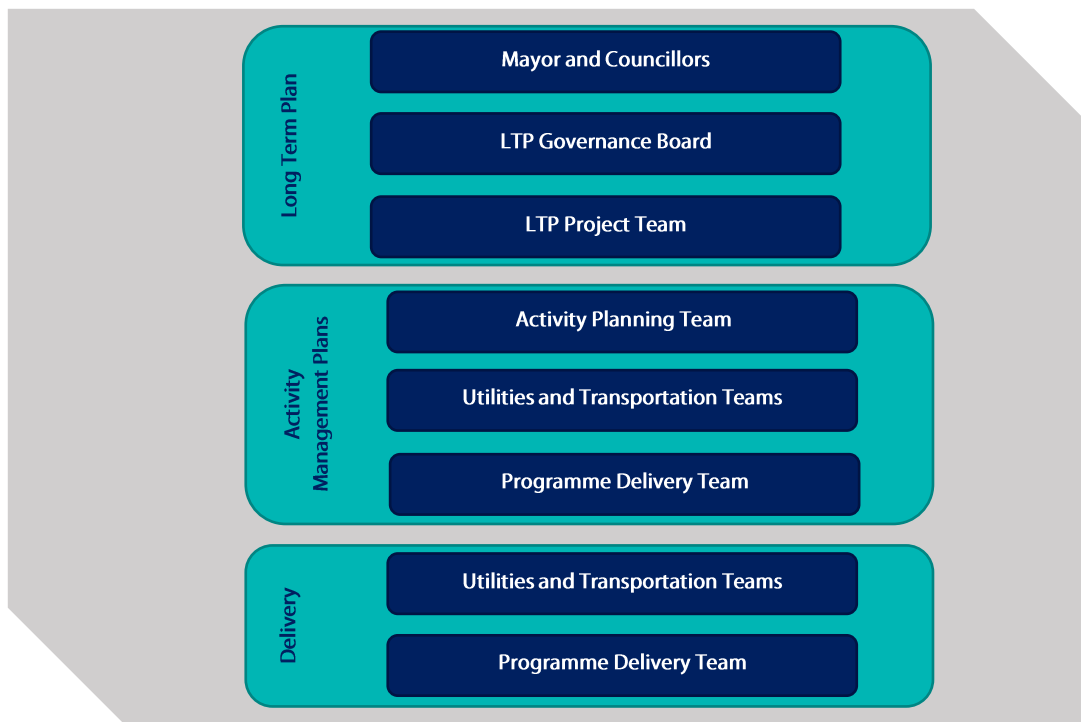 Long Term Plan
Mayor and Councillors
LTP Governance Board
LTP Project Team
Activity
Management Plans
Activity Planning Team
Utilities and Transportation Teams
Programme Delivery Team
Delivery
Utilities and Transportation Teams
Programme Delivery Team